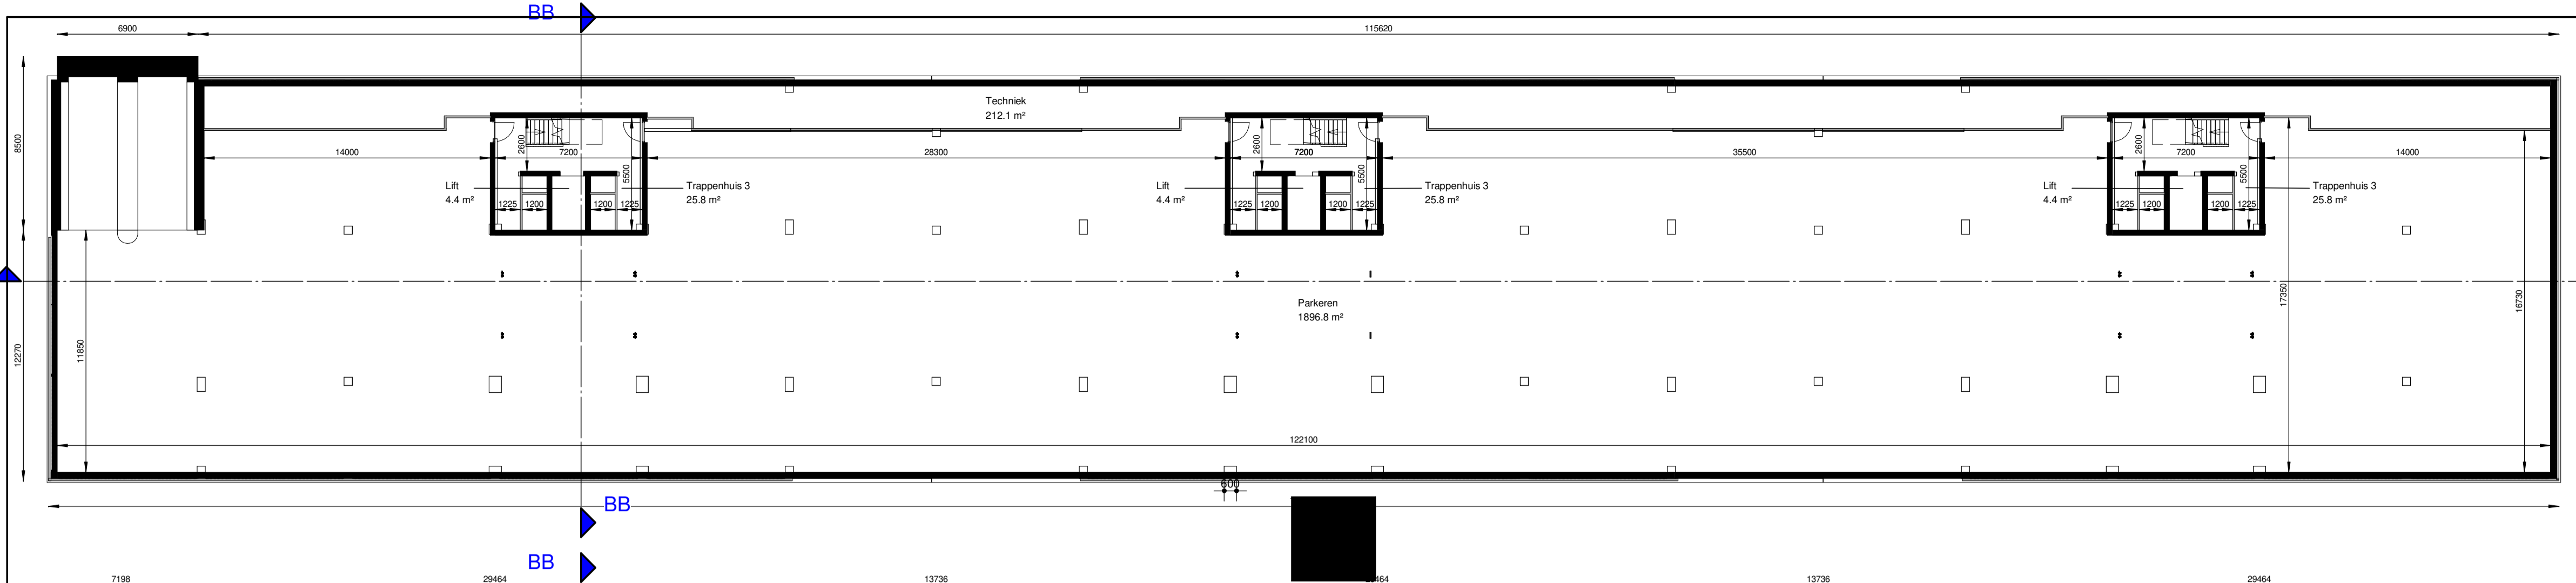 BB
6900
115620
Techniek
212.1 m²
8500
2600
2600
2600
14000
7200
28300
7200
35500
7200
14000
5500
5500
5500
Lift
4.4 m²
Trappenhuis 3
25.8 m²
Lift
4.4 m²
Trappenhuis 3
25.8 m²
Lift
4.4 m²
Trappenhuis 3
25.8 m²
1225
1200
1200
1225
1225
1200
1200
1225
1225
1200
1200
1225
17350
16730
Parkeren
1896.8 m²
12270
11850
122100
600
BB
BB
7198
29464
13736
13736
29464